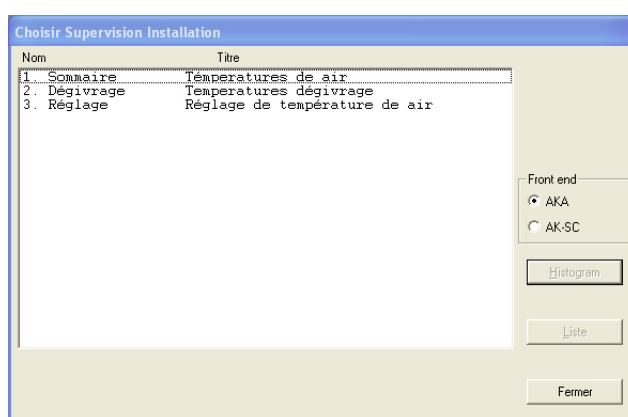 Choisir Supervision Installation
Nom Titre
1. Sommaire Témperatures de air
2. Dégivrage Temperatures dégivrage
3. Réglage Réglage de température de air
Front end
AKA
AK-SC
Histogram
Liste
Fermer